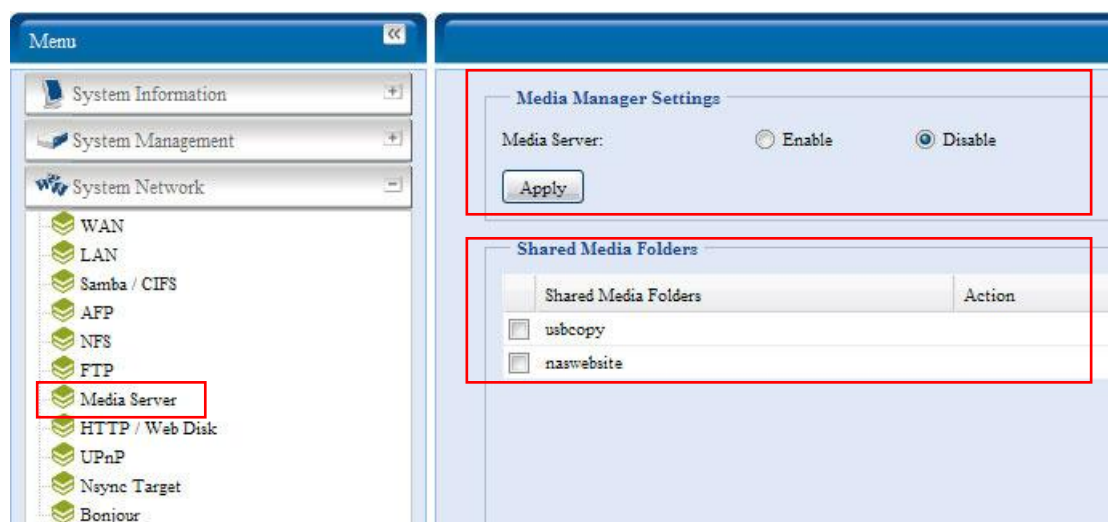 Menu
System Information
System Management
System Network
WAN
LAN
Samba / CIFS
AFP
NFS
FTP
Media Server
HTTP / Web Disk
UPnP
Nsync Target
Bonjour
Media Manager Settings
Media Server: Enable Disable
Apply
Shared Media Folders
Shared Media Folders Action
usbcopy
naswebsite